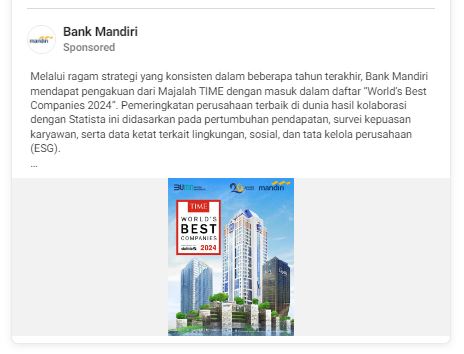 Bank Mandiri
mandiri
Sponsored
Melalui ragam strategi yang konsisten dalam beberapa tahun terakhir, Bank Mandiri
mendapat pengakuan dari Majalah TIME dengan masuk dalam daftar “World’s Best
Companies 2024”. Pemeringkatan perusahaan terbaik di dunia hasil kolaborasi
dengan Statista ini didasarkan pada pertumbuhan pendapatan, survei kepuasan
karyawan, serta data ketat terkait lingkungan, sosial, dan tata kelola perusahaan
(ESG).
...
mandiri
TIME
WORLD'S
BEST
COMPANIES
2024